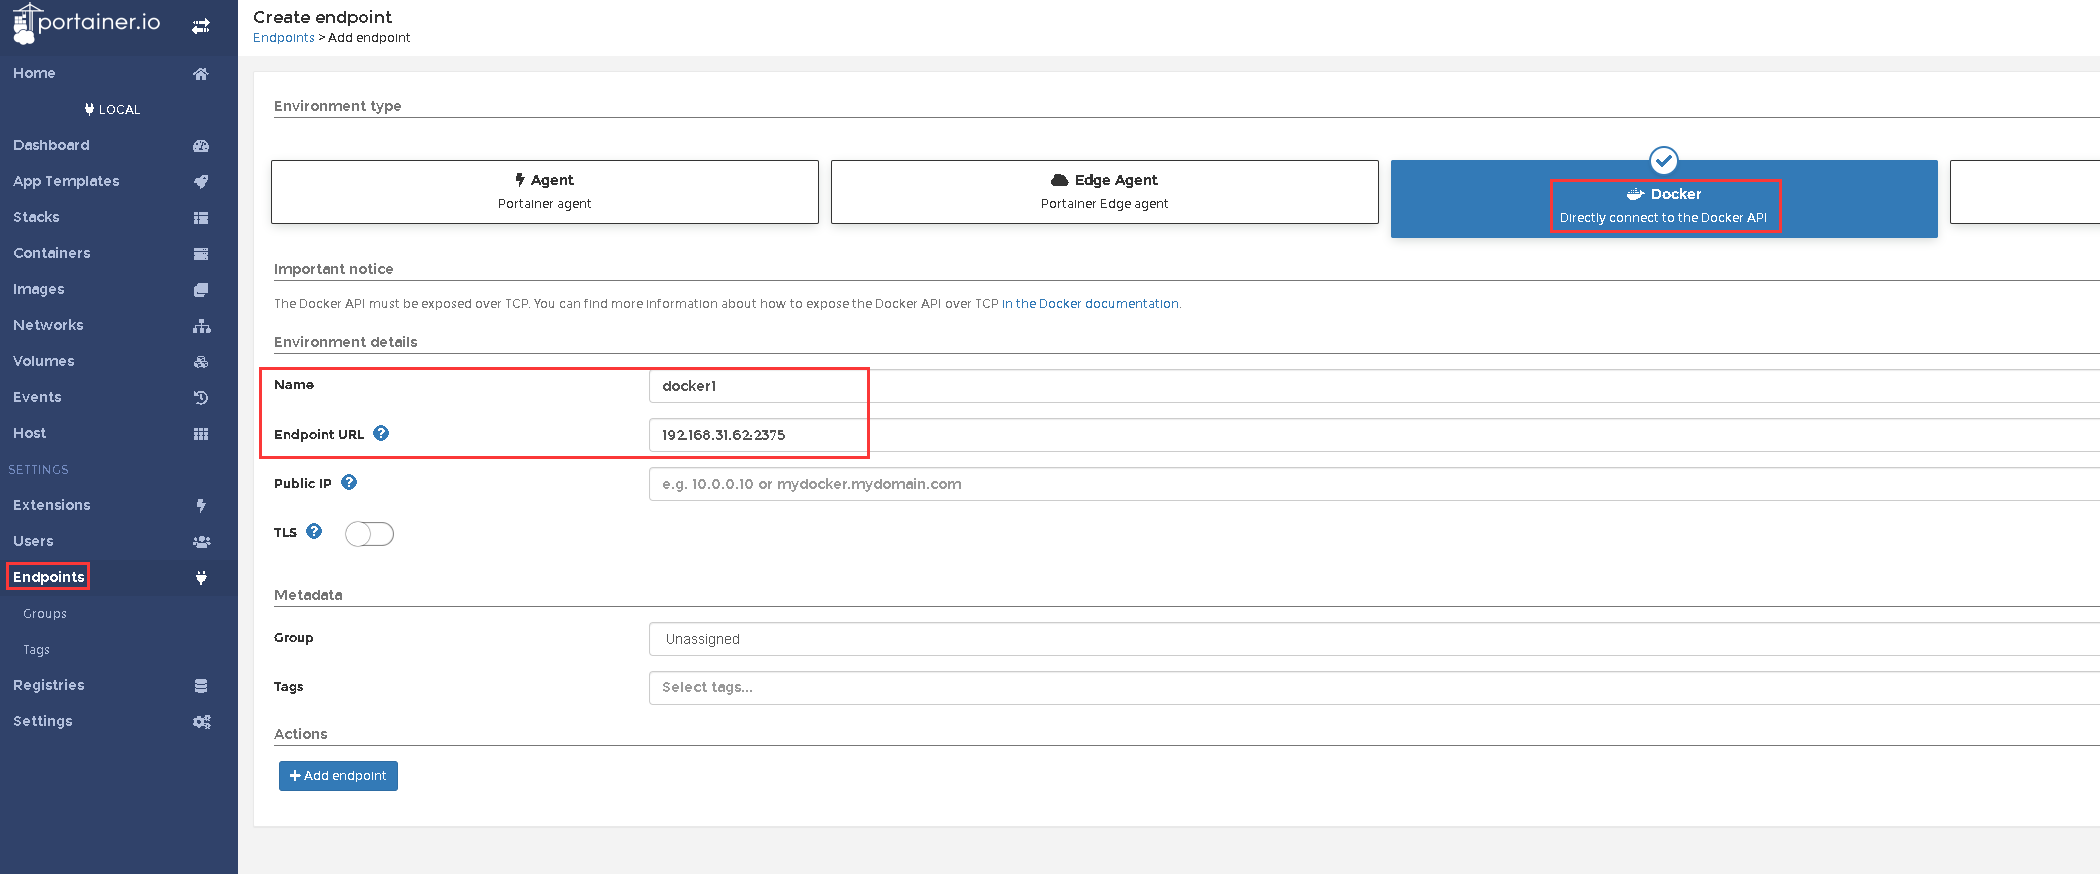 portainer.io
Home
LOCAL
Dashboard
App Templates
Stacks
Containers
Images
Networks
Volumes
Events
Host
SETTINGS
Extensions
Users
Endpoints
Groups
Tags
Registries
Settings
Create endpoint
Endpoints > Add endpoint
Environment type
Agent
Portainer agent
Edge Agent
Portainer Edge agent
Docker
Directly connect to the Docker API
Important notice
The Docker API must be exposed over TCP. You can find more information about how to expose the Docker API over TCP in the Docker documentation.
Environment details
Name
docker1
Endpoint URL
192.168.31.62:2375
Public IP
e.g. 10.0.0.10 or mydocker.mydomain.com
TLS
Metadata
Group
Unassigned
Tags
Select tags...
Actions
Add endpoint